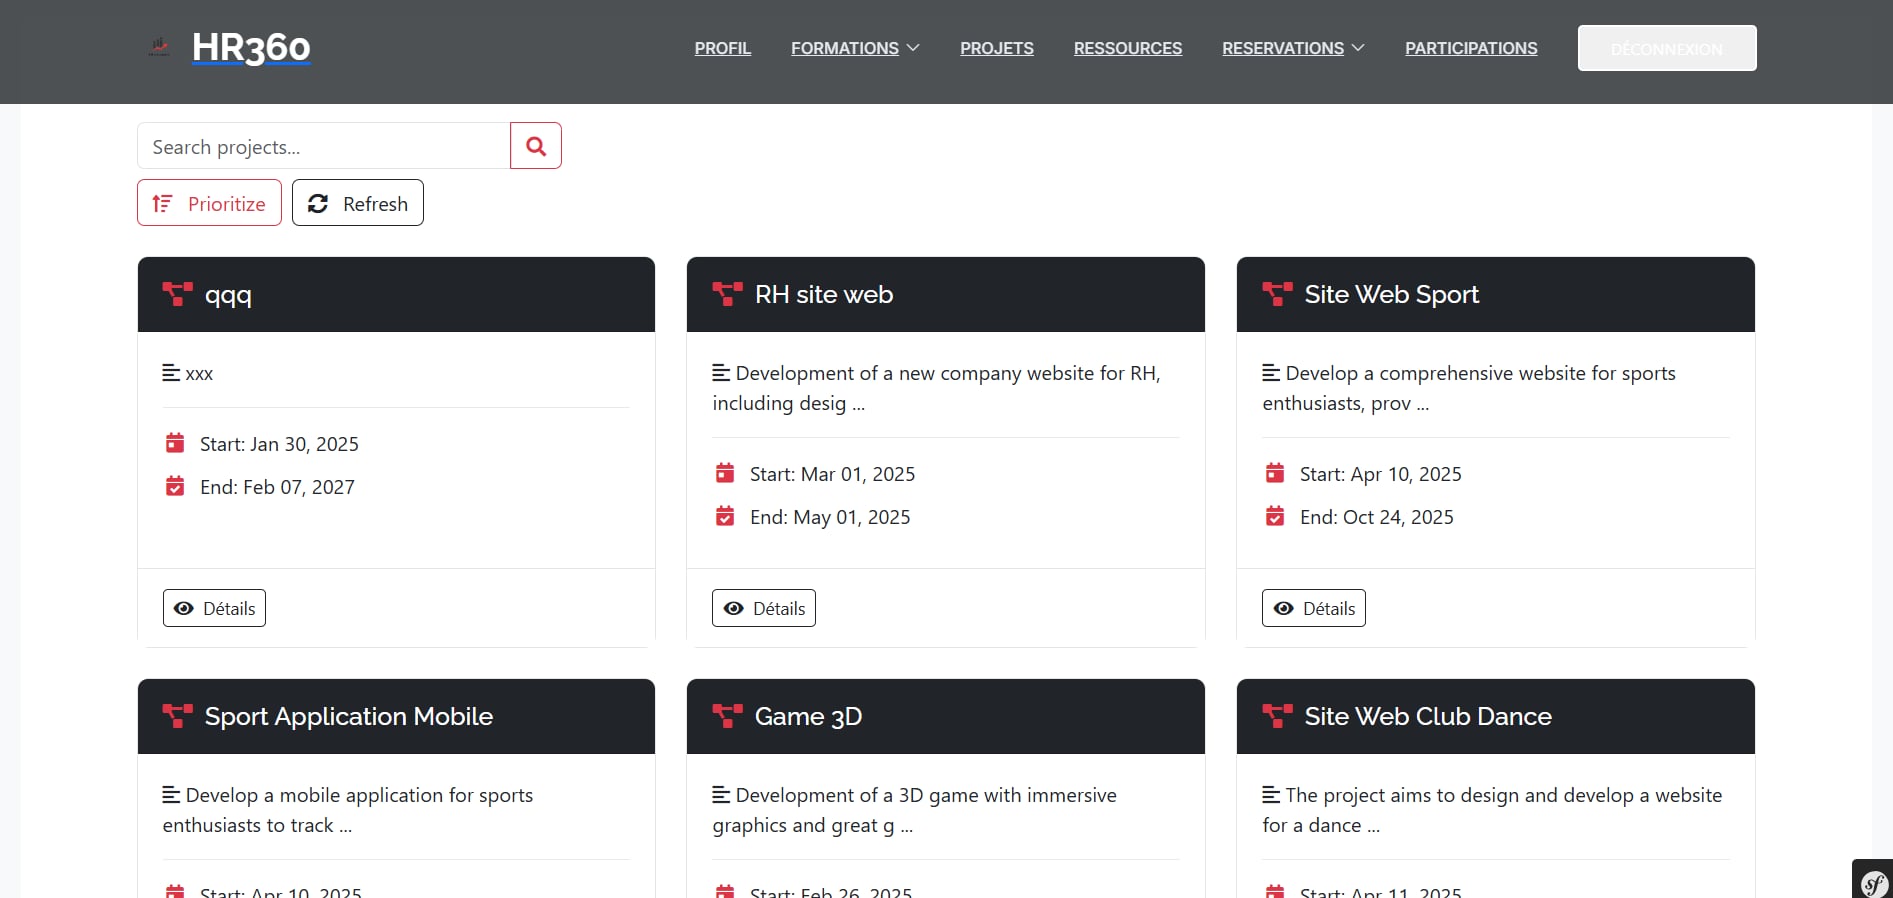 HR360
PROFIL FORMATIONS PROJETS RESSOURCES RESERVATIONS PARTICIPATIONS DÉCONNEXION
Search projects...
Prioritize Refresh
qqq
xxx
Start: Jan 30, 2025
End: Feb 07, 2027
Détails
RH site web
Development of a new company website for RH,
including desig ...
Start: Mar 01, 2025
End: May 01, 2025
Détails
Site Web Sport
Develop a comprehensive website for sports
enthusiasts, prov ...
Start: Apr 10, 2025
End: Oct 24, 2025
Détails
Sport Application Mobile
Develop a mobile application for sports
enthusiasts to track ...
Start: Apr 10, 2025
Game 3D
Development of a 3D game with immersive
graphics and great g ...
Start: Feb 26, 2025
Site Web Club Dance
The project aims to design and develop a website
for a dance ...
Start: Apr 11, 2025
sf